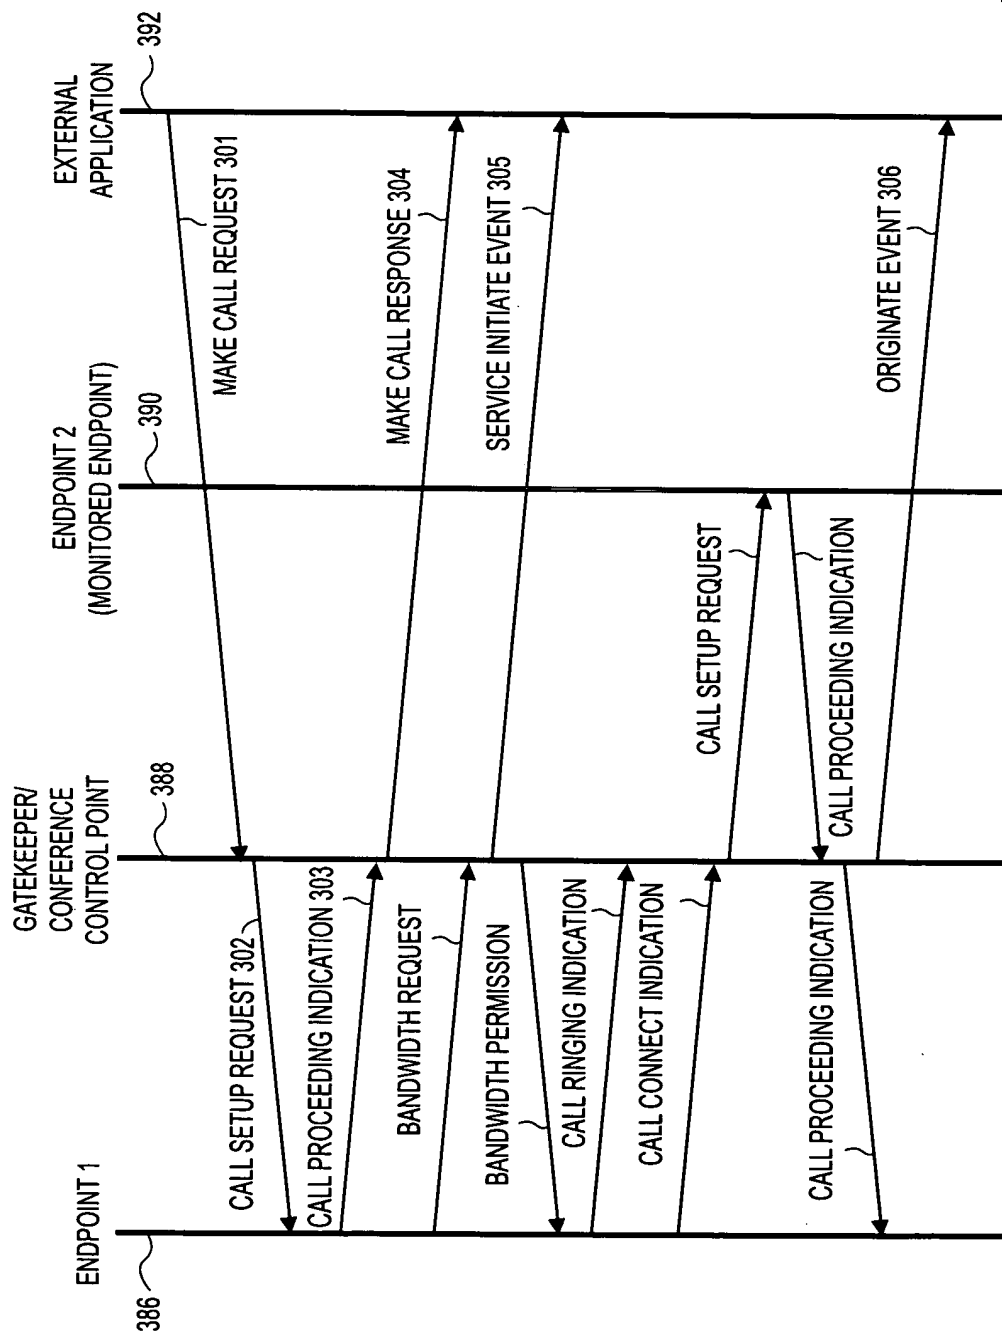 ENDPOINT 1
386
GATEKEEPER/
CONFERENCE
CONTROL POINT
388
ENDPOINT 2
(MONITORED ENDPOINT)
390
EXTERNAL
APPLICATION
392
MAKE CALL REQUEST 301
CALL SETUP REQUEST 302
CALL PROCEEDING INDICATION 303
MAKE CALL RESPONSE 304
BANDWIDTH REQUEST
SERVICE INITIATE EVENT 305
BANDWIDTH PERMISSION
CALL RINGING INDICATION
CALL CONNECT INDICATION
CALL SETUP REQUEST
CALL PROCEEDING INDICATION
CALL PROCEEDING INDICATION
ORIGINATE EVENT 306